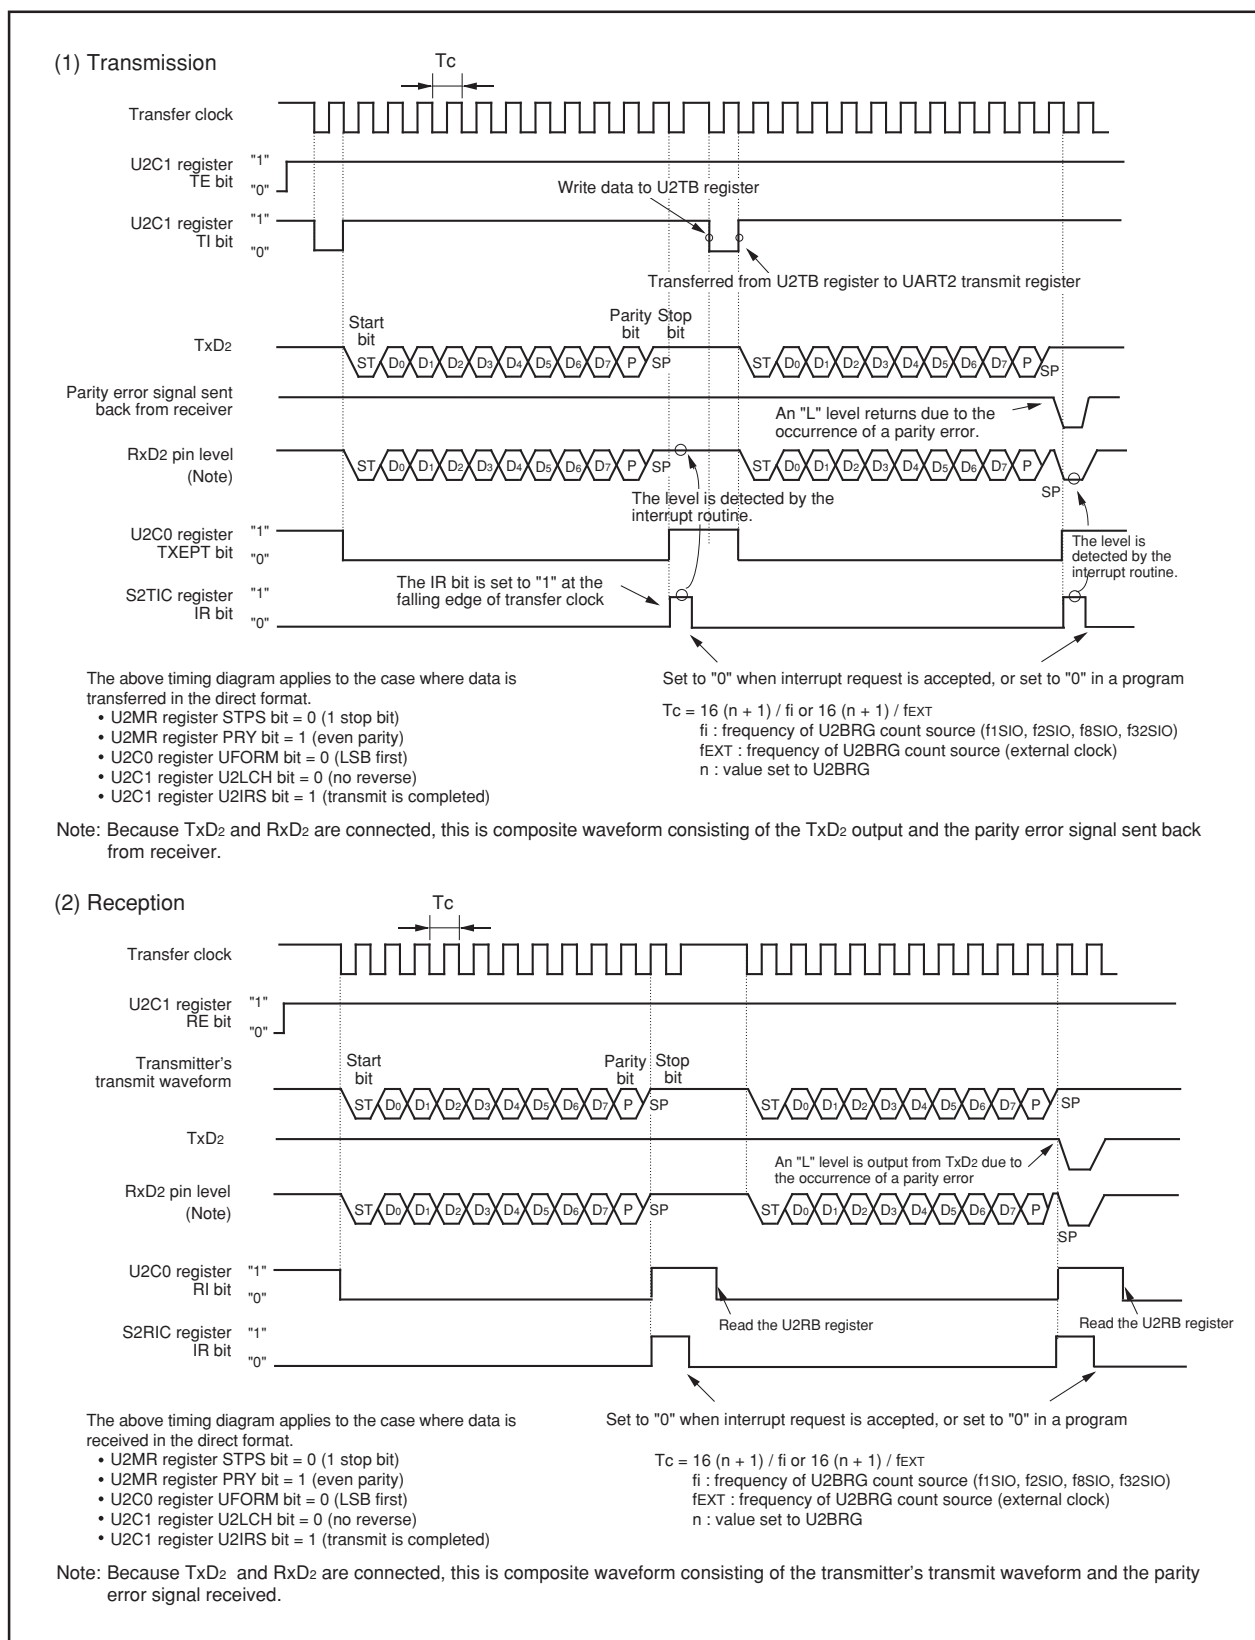 (1) Transmission
Tc
Transfer clock
U2C1 register "1"
TE bit "0"
Write data to U2TB register
U2C1 register "1"
TI bit "0"
Transferred from U2TB register to UART2 transmit register
Start bit
Parity bit
Stop bit
TxD2
ST D0 D1 D2 D3 D4 D5 D6 D7 P SP ST D0 D1 D2 D3 D4 D5 D6 D7 P SP
Parity error signal sent
back from receiver
An "L" level returns due to the
occurrence of a parity error.
RxD2 pin level
(Note)
ST D0 D1 D2 D3 D4 D5 D6 D7 P SP ST D0 D1 D2 D3 D4 D5 D6 D7 P SP
The level is detected by the
interrupt routine.
U2C0 register "1"
TXEPT bit "0"
The level is
detected by the
interrupt routine.
The IR bit is set to "1" at the
falling edge of transfer clock
S2TIC register "1"
IR bit "0"
The above timing diagram applies to the case where data is
transferred in the direct format.
• U2MR register STPS bit = 0 (1 stop bit)
• U2MR register PRY bit = 1 (even parity)
• U2C0 register UFORM bit = 0 (LSB first)
• U2C1 register U2LCH bit = 0 (no reverse)
• U2C1 register U2IRS bit = 1 (transmit is completed)
Set to "0" when interrupt request is accepted, or set to "0" in a program
Tc = 16 (n + 1) / fi or 16 (n + 1) / fEXT
fi : frequency of U2BRG count source (f1SIO, f2SIO, f8SIO, f32SIO)
fEXT : frequency of U2BRG count source (external clock)
n : value set to U2BRG
Note: Because TxD2 and RxD2 are connected, this is composite waveform consisting of the TxD2 output and the parity error signal sent back
from receiver.
(2) Reception
Tc
Transfer clock
U2C1 register "1"
RE bit "0"
Transmitter's
transmit waveform
Start bit
Parity bit
Stop bit
ST D0 D1 D2 D3 D4 D5 D6 D7 P SP ST D0 D1 D2 D3 D4 D5 D6 D7 P SP
TxD2
An "L" level is output from TxD2 due to
the occurrence of a parity error
RxD2 pin level
(Note)
ST D0 D1 D2 D3 D4 D5 D6 D7 P SP ST D0 D1 D2 D3 D4 D5 D6 D7 P SP
U2C0 register "1"
RI bit "0"
Read the U2RB register
Read the U2RB register
S2RIC register "1"
IR bit "0"
The above timing diagram applies to the case where data is
received in the direct format.
• U2MR register STPS bit = 0 (1 stop bit)
• U2MR register PRY bit = 1 (even parity)
• U2C0 register UFORM bit = 0 (LSB first)
• U2C1 register U2LCH bit = 0 (no reverse)
• U2C1 register U2IRS bit = 1 (transmit is completed)
Set to "0" when interrupt request is accepted, or set to "0" in a program
Tc = 16 (n + 1) / fi or 16 (n + 1) / fEXT
fi : frequency of U2BRG count source (f1SIO, f2SIO, f8SIO, f32SIO)
fEXT : frequency of U2BRG count source (external clock)
n : value set to U2BRG
Note: Because TxD2 and RxD2 are connected, this is composite waveform consisting of the transmitter's transmit waveform and the parity
error signal received.